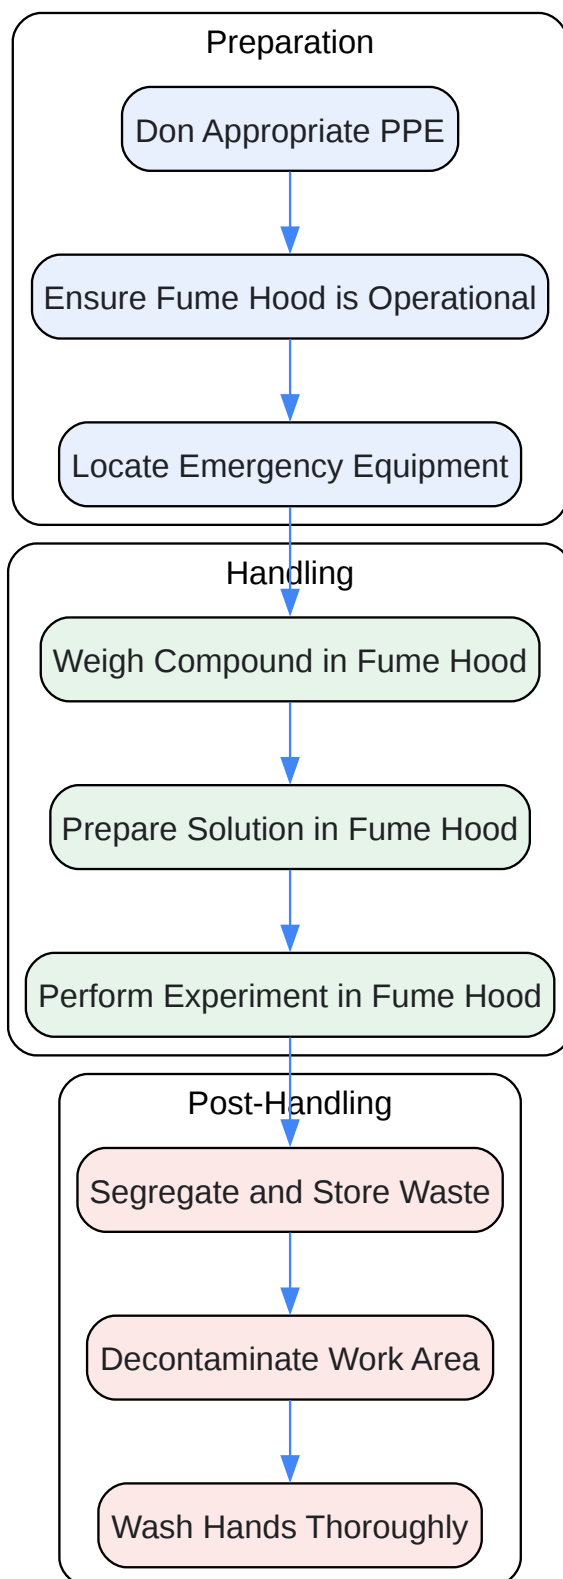 Preparation
Don Appropriate PPE
Ensure Fume Hood is Operational
Locate Emergency Equipment
Handling
Weigh Compound in Fume Hood
Prepare Solution in Fume Hood
Perform Experiment in Fume Hood
Post-Handling
Segregate and Store Waste
Decontaminate Work Area
Wash Hands Thoroughly